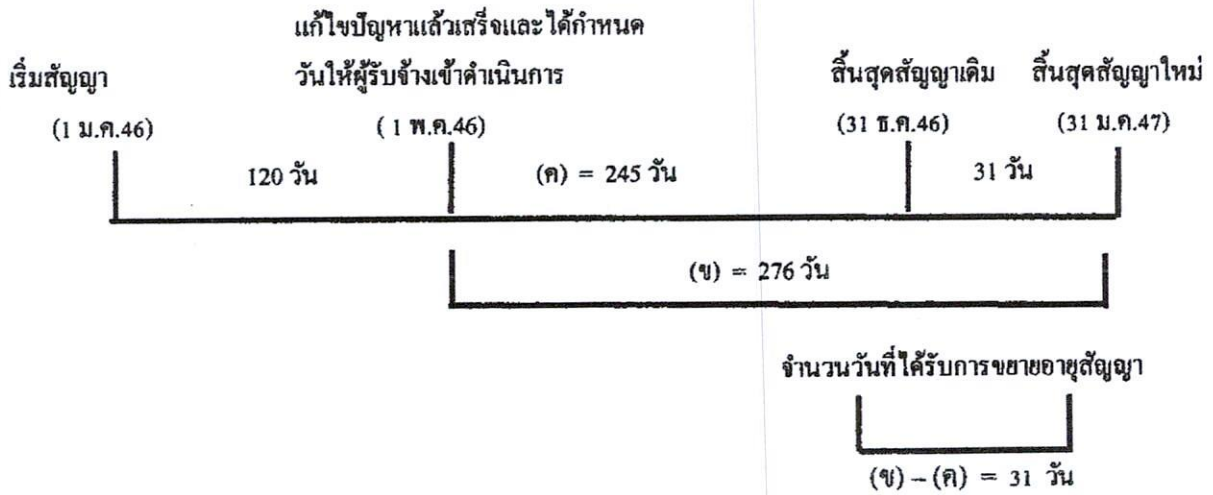 แก้ไขปัญหาแล้วเสร็จและได้กำหนด
เริ่มสัญญา วันให้ผู้รับจ้างเข้าดำเนินการ สิ้นสุดสัญญาเดิม สิ้นสุดสัญญาใหม่
(1 ม.ค.46) ( 1 พ.ค.46) (31 ธ.ค.46) (31 ม.ค.47)
120 วัน (ค) = 245 วัน 31 วัน
(ข) = 276 วัน
จำนวนวันที่ได้รับการขยายอายุสัญญา
(ข) – (ค) = 31 วัน